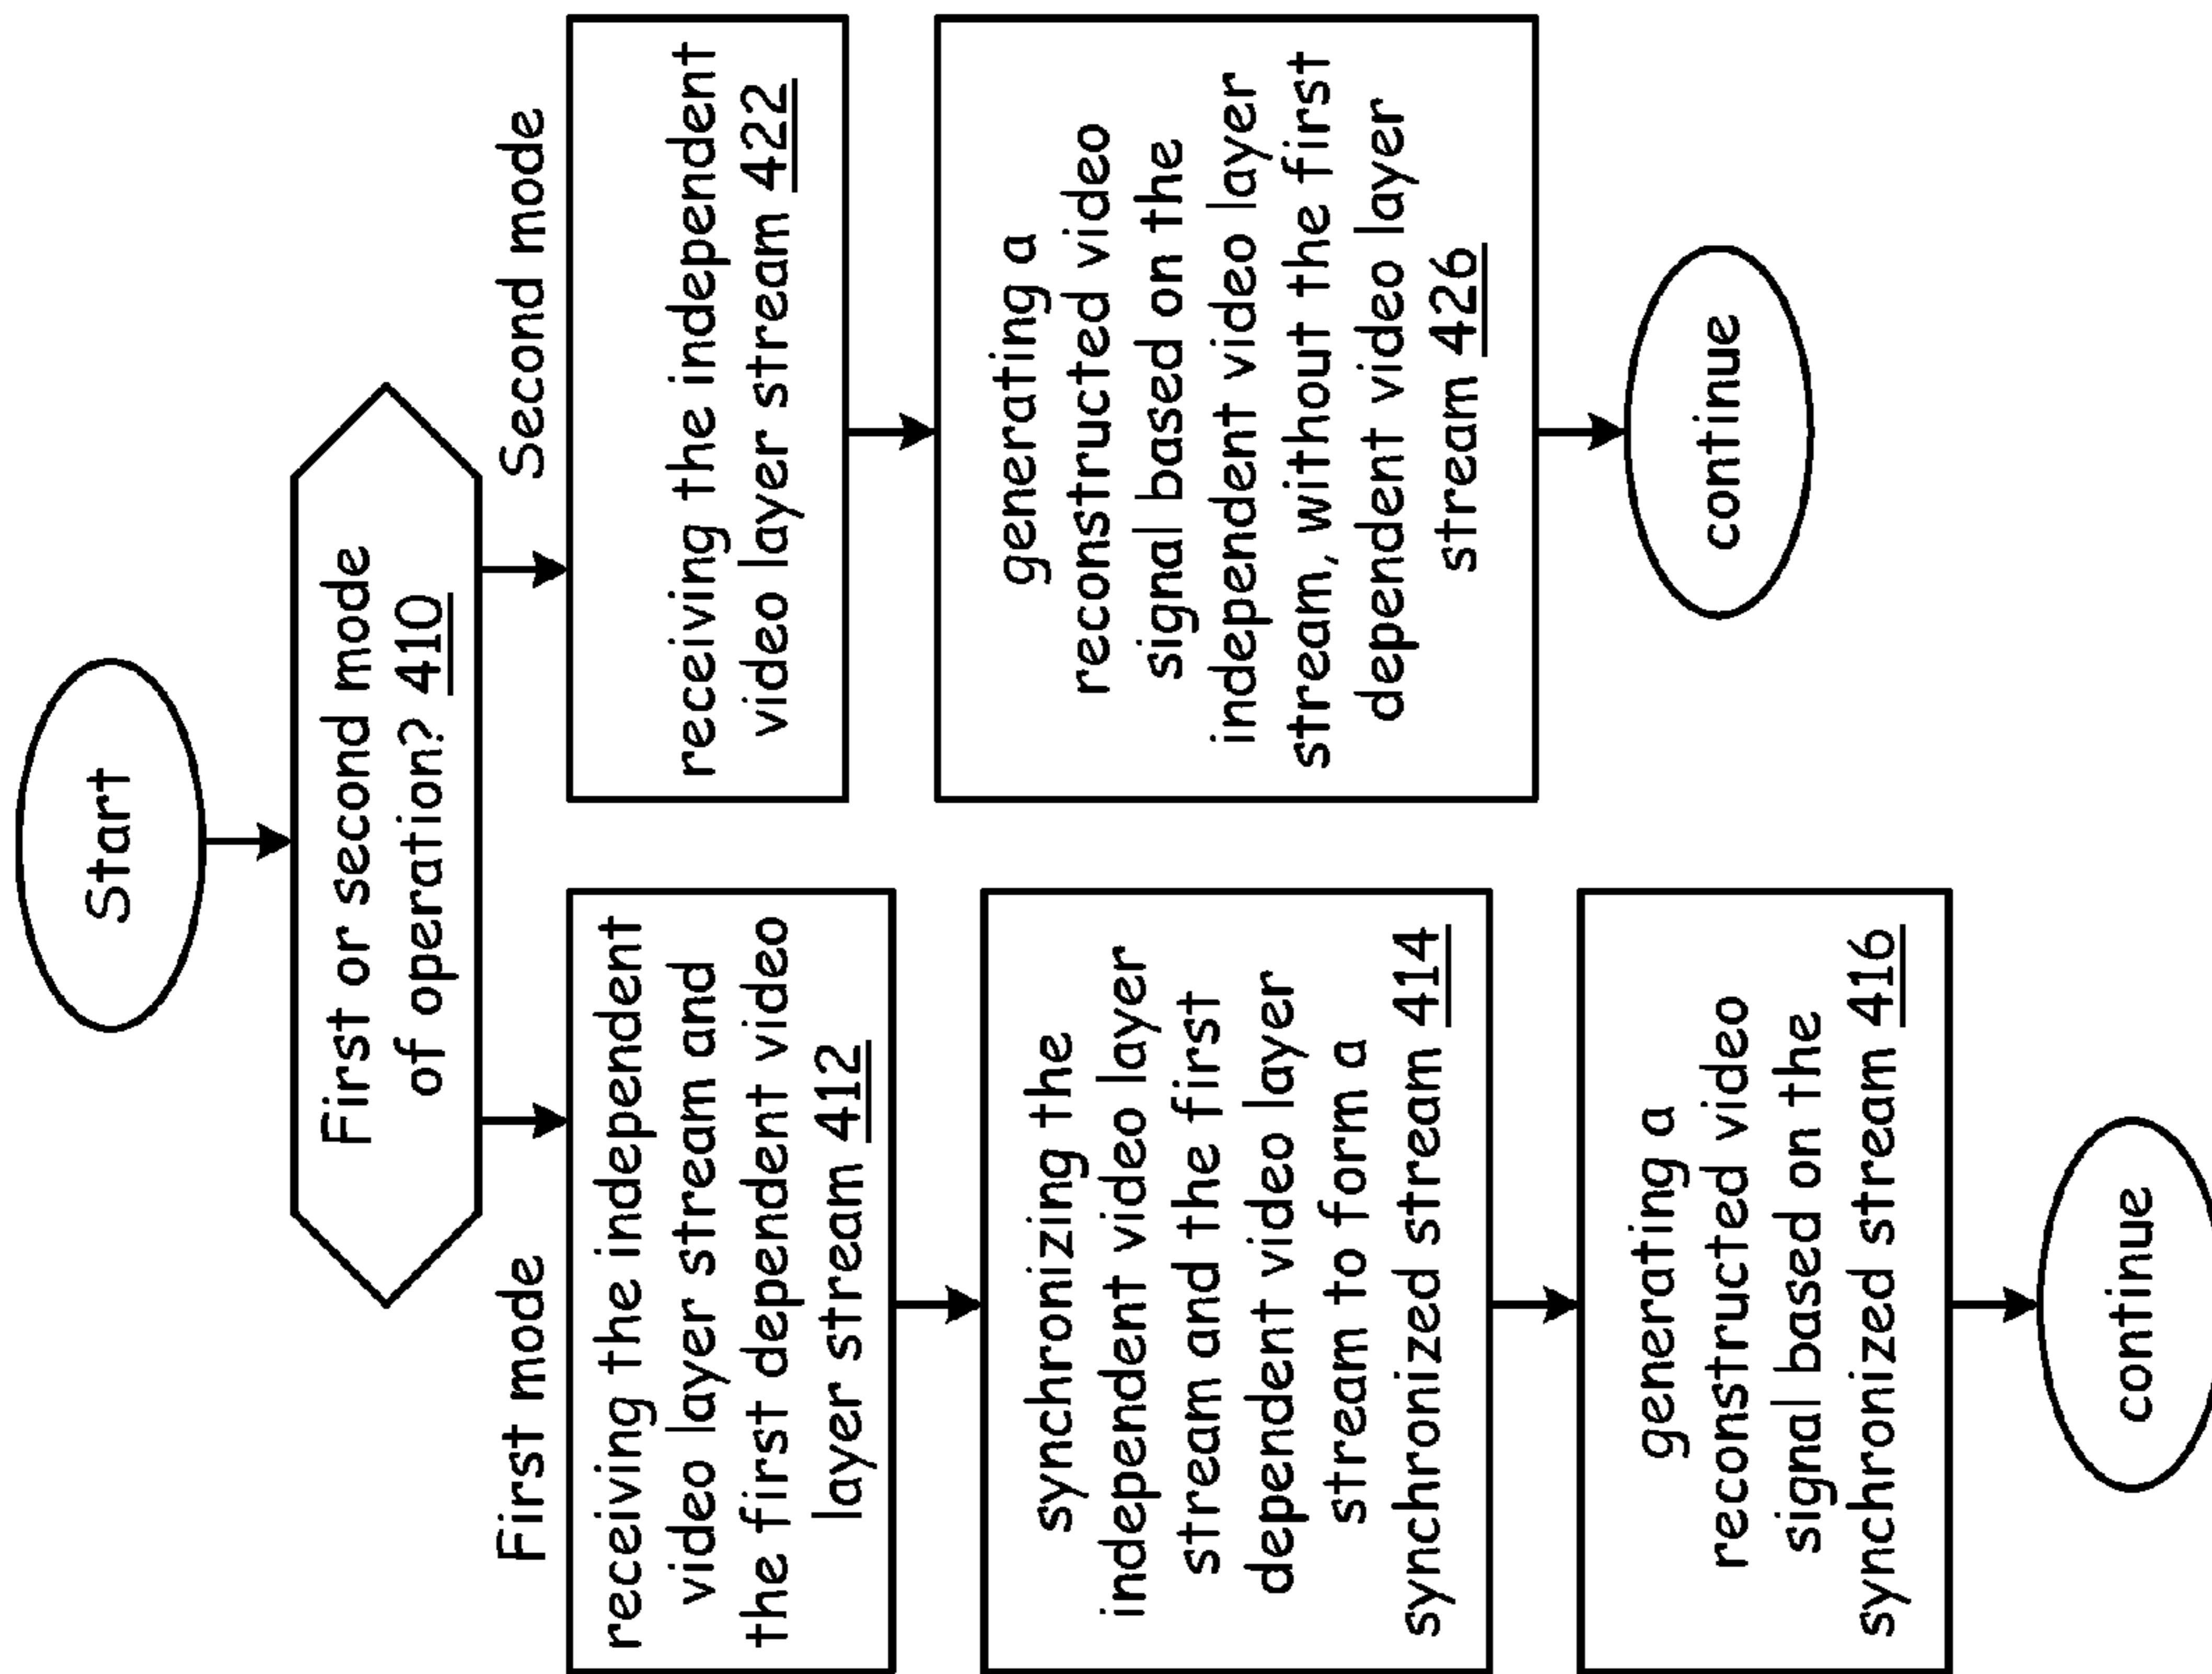 Start
First or second mode
of operation? 410
First mode
receiving the independent
video layer stream and
the first dependent video
layer stream 412
synchronizing the
independent video layer
stream and the first
dependent video layer
stream to form a
synchronized stream 414
generating a
reconstructed video
signal based on the
synchronized stream 416
continue
Second mode
receiving the independent
video layer stream 422
generating a
reconstructed video
signal based on the
independent video layer
stream, without the first
dependent video layer
stream 426
continue